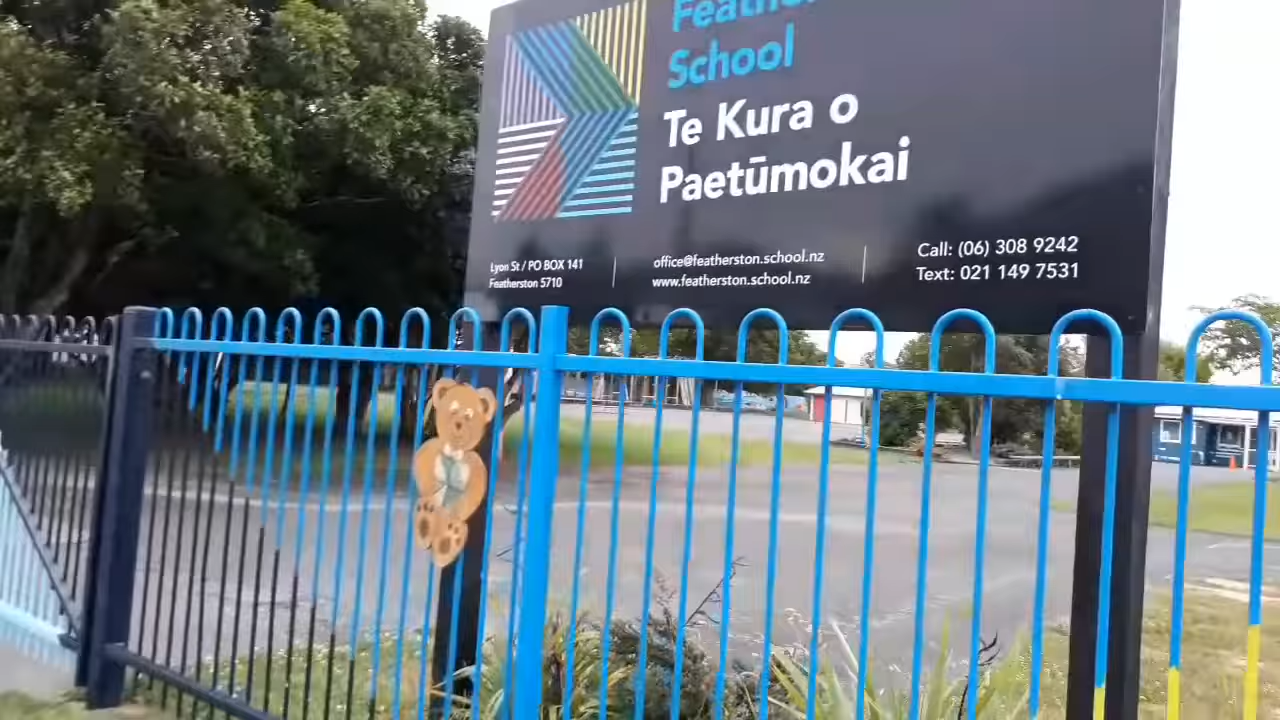 Feather
School
Te Kura o
Paetūmokai
Lyon St / PO BOX 141
Featherston 5710
office@featherston.school.nz
www.featherston.school.nz
Call: (06) 308 9242
Text: 021 149 7531